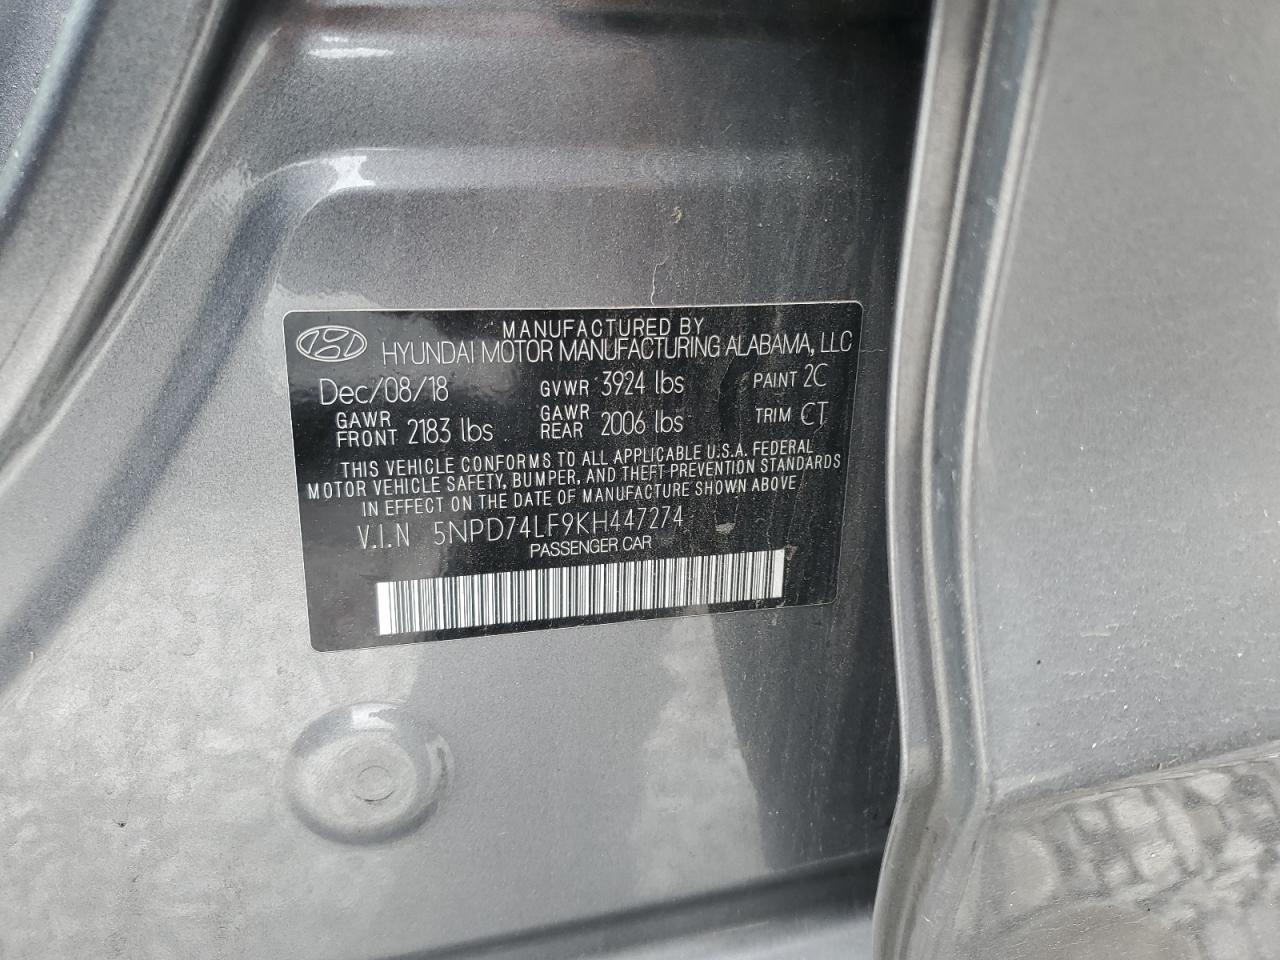 MANUFACTURED BY
HYUNDAI MOTOR MANUFACTURING ALABAMA, LLC
Dec/08/18 GVWR 3924 lbs PAINT 2C
GAWR FRONT 2183 lbs GAWR REAR 2006 lbs TRIM CT
THIS VEHICLE CONFORMS TO ALL APPLICABLE U.S.A. FEDERAL
MOTOR VEHICLE SAFETY, BUMPER, AND THEFT PREVENTION STANDARDS
IN EFFECT ON THE DATE OF MANUFACTURE SHOWN ABOVE
V.I.N 5NPD74LF9KH447274
PASSENGER CAR